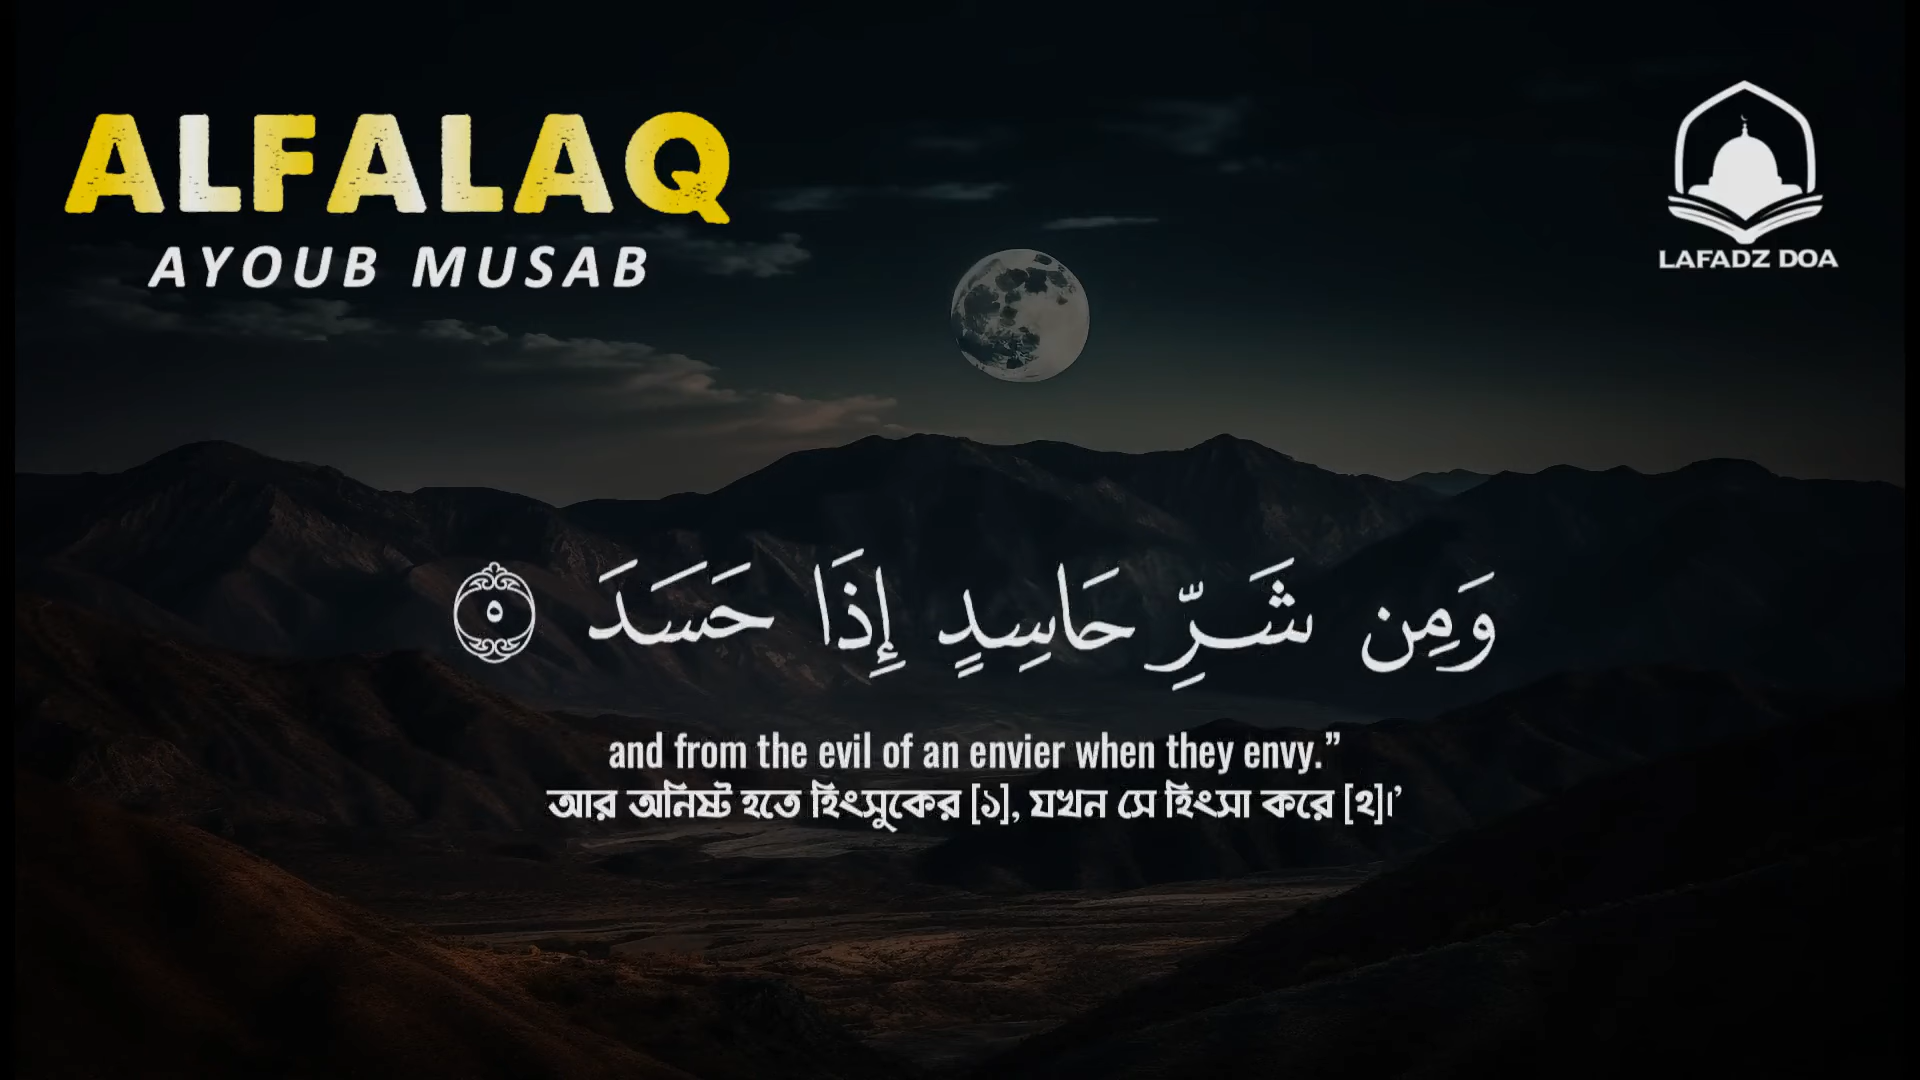 ALFALAQ
AYOUB MUSAB
LAFADZ DOA
وَمِن شَرِّ حَاسِدٍ إِذَا حَسَدَ ٥
and from the evil of an envier when they envy.”
আর অনিষ্ট হতে হিংসুকের [১], যখন সে হিংসা করে [২]।’